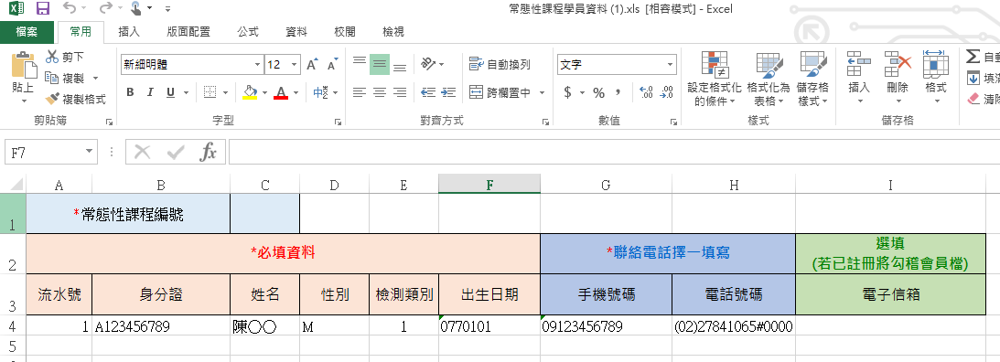 常態性課程學員資料 (1).xls [相容模式] - Excel
檔案 常用 插入 版面配置 公式 資料 校閱 檢視
剪下
複製
複製格式
貼上
剪貼簿
新細明體 12
B I U
字型
自動換列
跨欄置中
對齊方式
文字
$ % ,
數值
設定格式化的條件
格式化為表格
儲存格樣式
樣式
插入 刪除 格式
儲存格
自動
填滿
清除
F7
fx
A B C D E F G H I
1 *常態性課程編號
2 *必填資料 *聯絡電話擇一填寫 選填
(若已註冊將勾稽會員檔)
3 流水號 身分證 姓名 性別 檢測類別 出生日期 手機號碼 電話號碼 電子信箱
4 1 A123456789 陳〇〇 M 1 0770101 09123456789 (02)27841065#0000
5